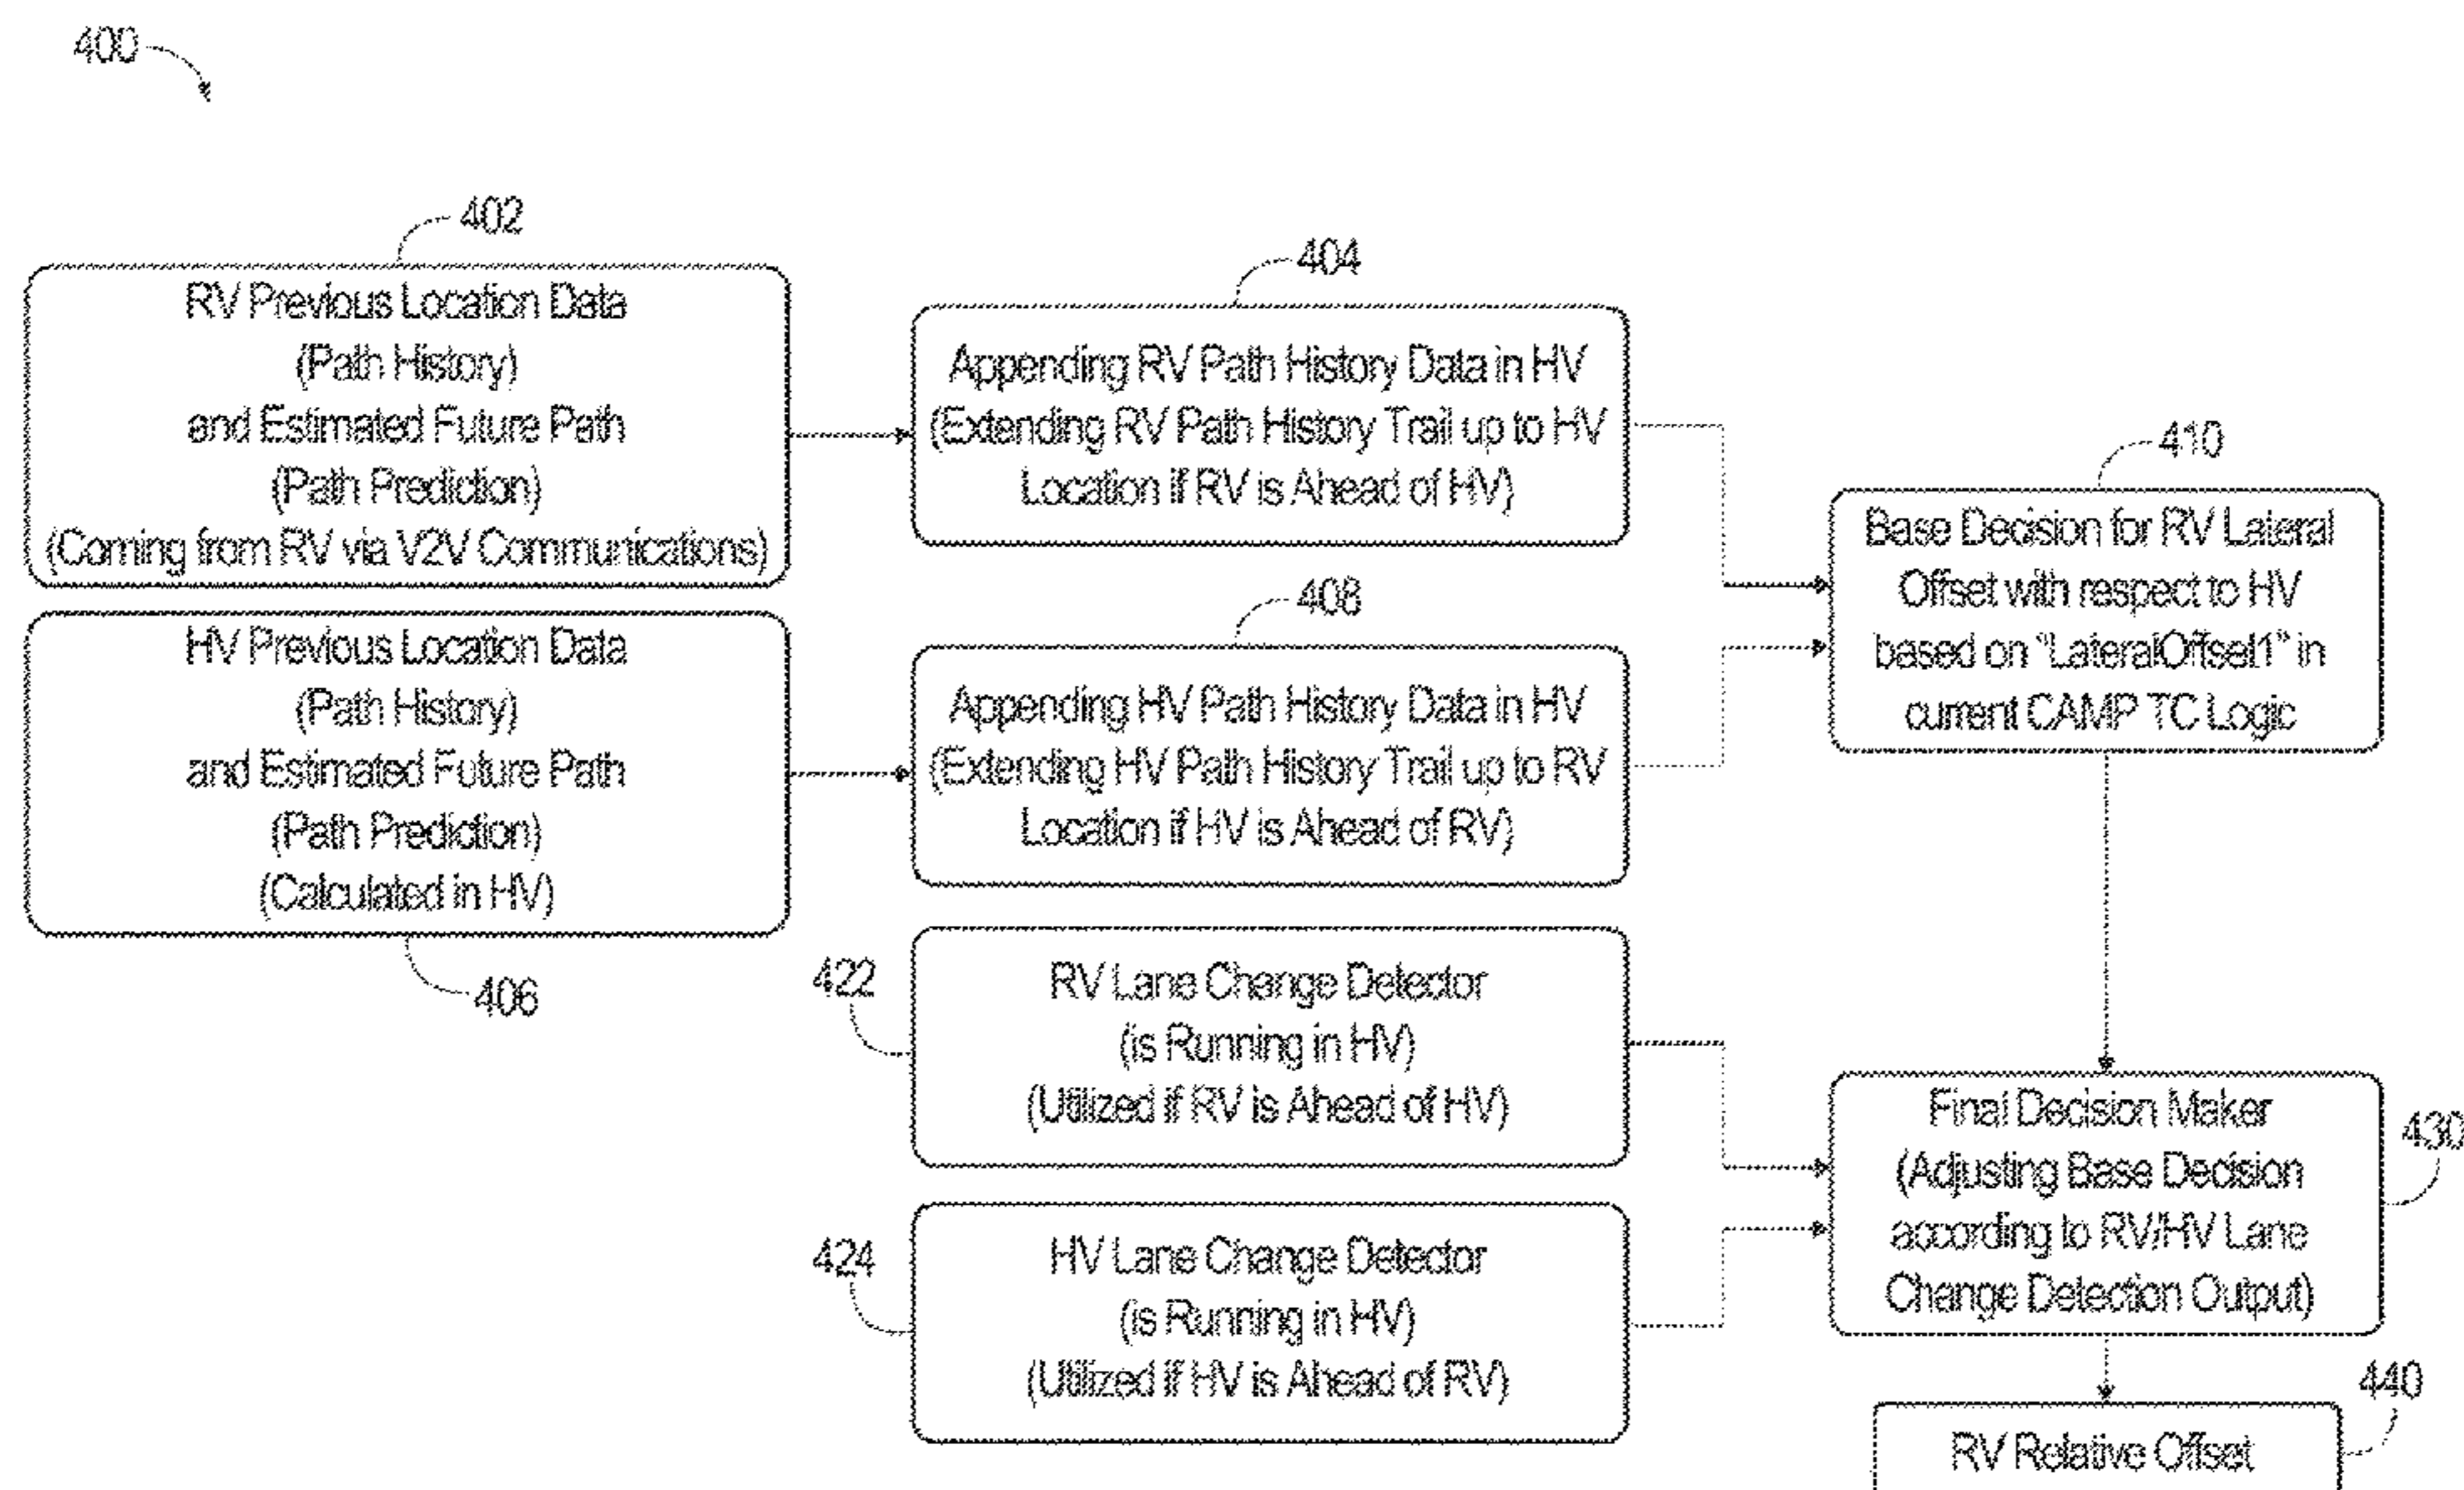 400
402
RV Previous Location Data
(Path History)
and Estimated Future Path
(Path Prediction)
(Coming from RV via V2V Communications)
404
Appending RV Path History Data in HV
(Extending RV Path History Trail up to HV
Location if RV is Ahead of HV)
410
Base Decision for RV Lateral
Offset with respect to HV
based on "LateralOffset1" in
current CAMP TC Logic
HV Previous Location Data
(Path History)
and Estimated Future Path
(Path Prediction)
(Calculated in HV)
406
408
Appending HV Path History Data in HV
(Extending HV Path History Trail up to RV
Location if HV is Ahead of RV)
422
RV Lane Change Detector
(is Running in HV)
(Utilized if RV is Ahead of HV)
424
HV Lane Change Detector
(is Running in HV)
(Utilized if HV is Ahead of RV)
Final Decision Maker
(Adjusting Base Decision
according to RV/HV Lane
Change Detection Output)
430
440
RV Relative Offset